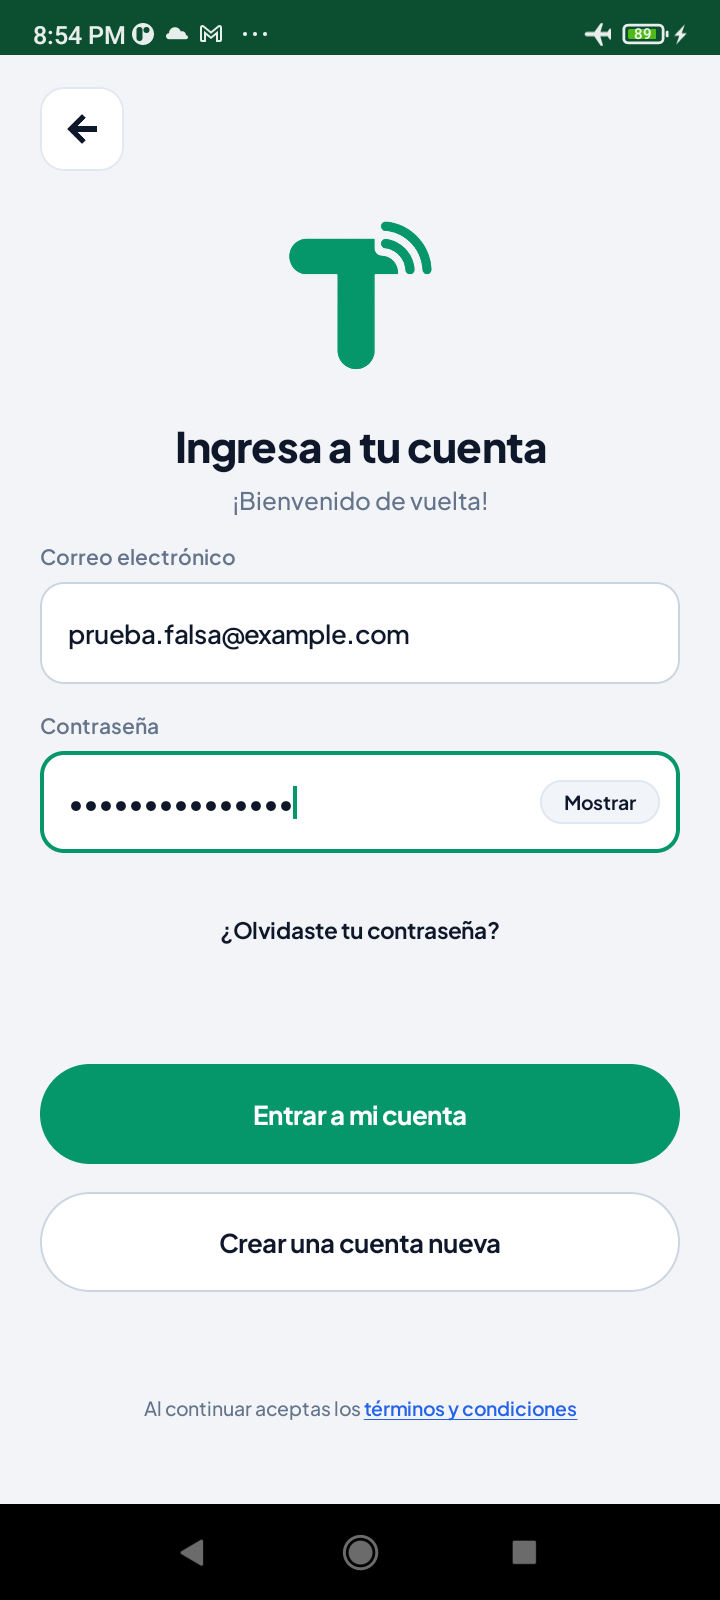 8:54 PM
89
Ingresa a tu cuenta
¡Bienvenido de vuelta!
Correo electrónico
prueba.falsa@example.com
Contraseña
•••••••••••••••
Mostrar
¿Olvidaste tu contraseña?
Entrar a mi cuenta
Crear una cuenta nueva
Al continuar aceptas los términos y condiciones